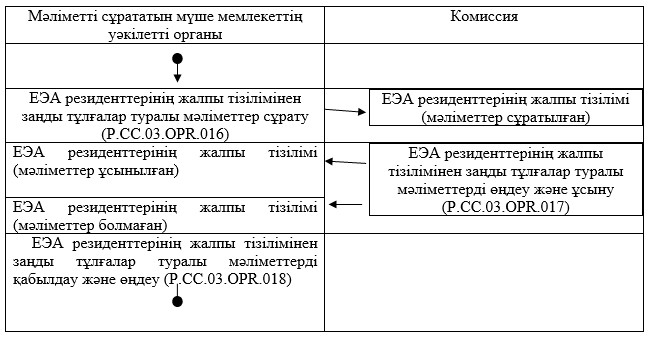 Мәліметті сұрататын мүше мемлекеттің
уәкілетті органы
Комиссия
ЕЭА резиденттерінің жалпы тізілімінен
заңды тұлғалар туралы мәліметтер сұрату
(P.CC.03.OPR.016)
ЕЭА резиденттерінің жалпы тізілімі
(мәліметтер сұратылған)
ЕЭА резиденттерінің жалпы тізілімі
(мәліметтер ұсынылған)
ЕЭА резиденттерінің жалпы
тізілімінен заңды тұлғалар туралы
мәліметтерді өңдеу және ұсыну
(P.CC.03.OPR.017)
ЕЭА резиденттерінің жалпы тізілімі
(мәліметтер болмаған)
ЕЭА резиденттерінің жалпы тізілімінен
заңды тұлғалар туралы мәліметтерді
қабылдау және өңдеу (P.CC.03.OPR.018)